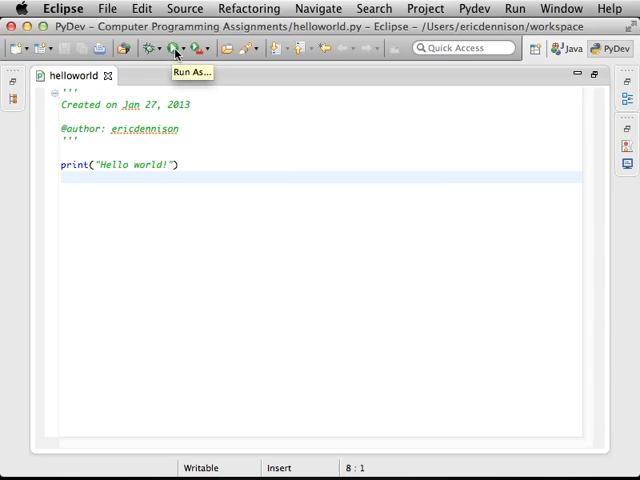 Eclipse File Edit Source Refactoring Navigate Search Project Pydev Run Window Help
PyDev - Computer Programming Assignments/helloworld.py - Eclipse - /Users/ericdennison/workspace
Quick Access Java PyDev
Run As...
helloworld
'''
Created on Jan 27, 2013
@author: ericdennison
'''
print("Hello world!")
Writable Insert 8 : 1